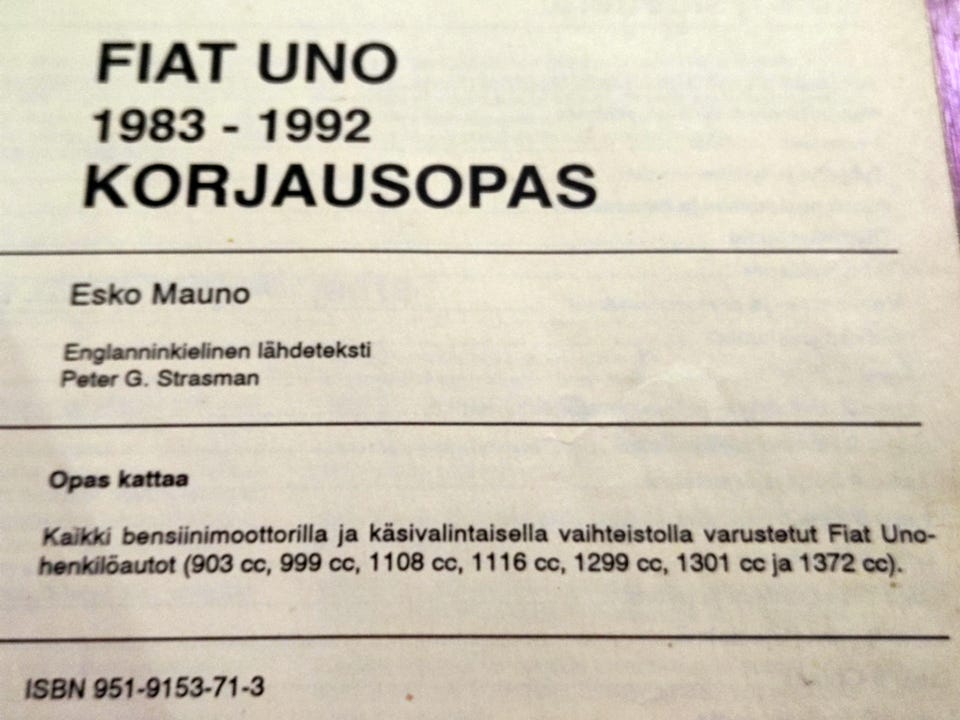 FIAT UNO
1983 - 1992
KORJAUSOPAS
Esko Mauno
Englanninkielinen lähdeteksti
Peter G. Strasman
Opas kattaa
Kaikki bensiinimoottorilla ja käsivalintaisella vaihteistolla varustetut Fiat Uno-
henkilöautot (903 cc, 999 cc, 1108 cc, 1116 cc, 1299 cc, 1301 cc ja 1372 cc).
ISBN 951-9153-71-3